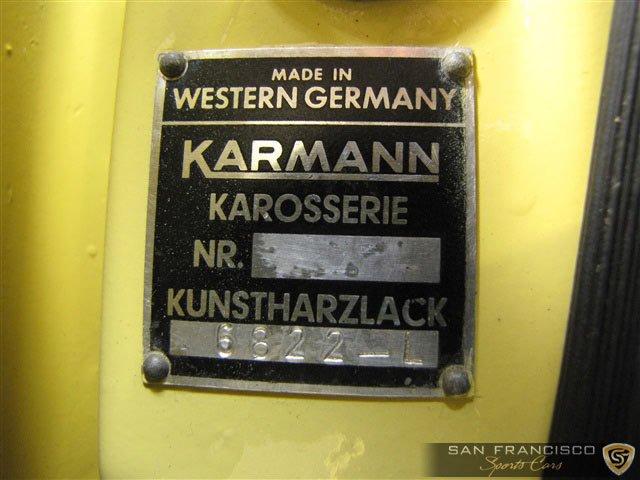 MADE IN
WESTERN GERMANY
KARMANN
KAROSSERIE
NR.
KUNSTHARZLACK
6822-L
SAN FRANCISCO
Sports Cars